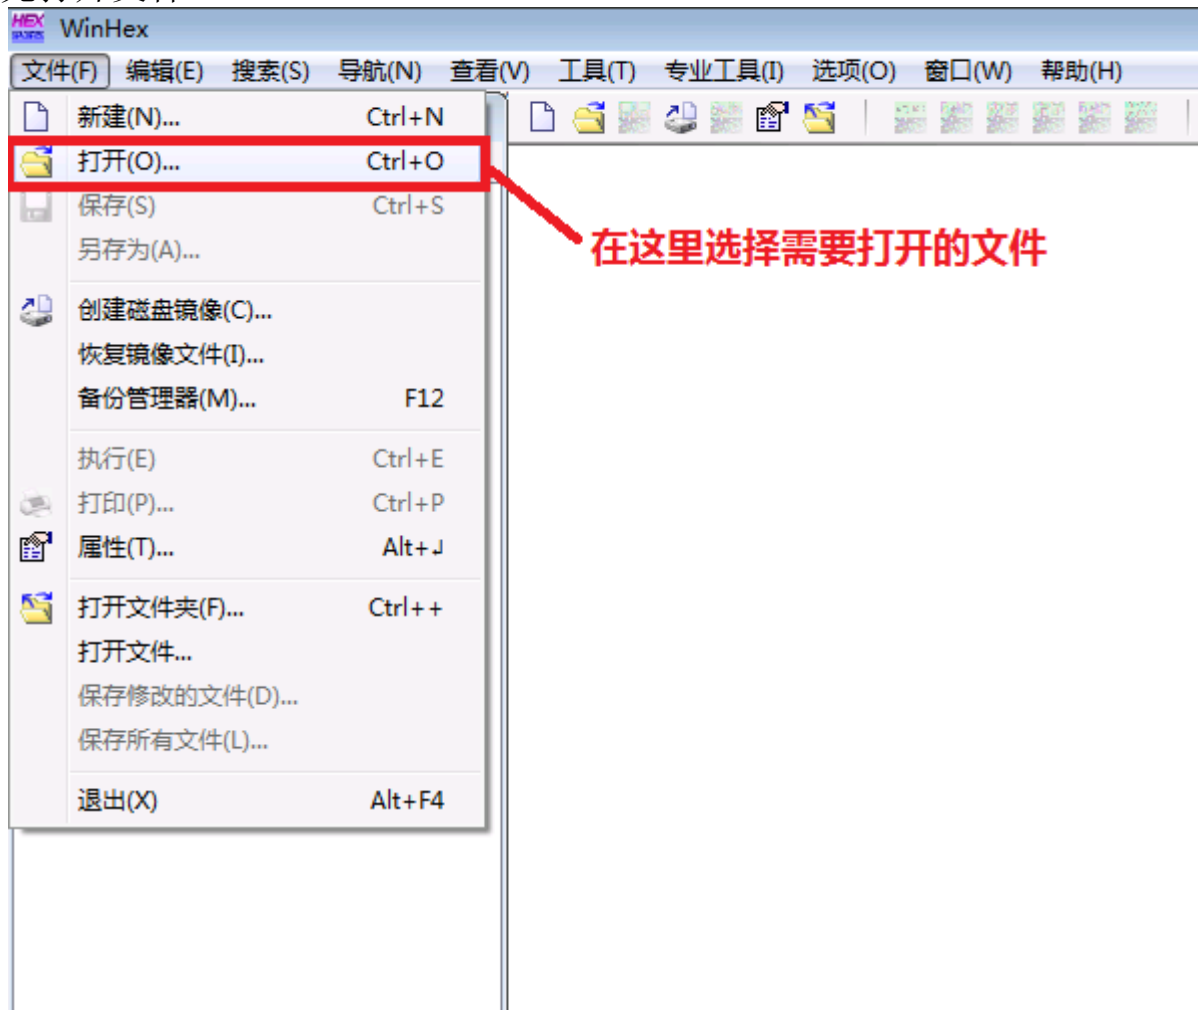 先打开文件
WinHex
文件(F) 编辑(E) 搜索(S) 导航(N) 查看(V) 工具(T) 专业工具(I) 选项(O) 窗口(W) 帮助(H)
新建(N)... Ctrl+N
打开(O)... Ctrl+O
保存(S) Ctrl+S
另存为(A)...
在这里选择需要打开的文件
创建磁盘镜像(C)...
恢复镜像文件(I)...
备份管理器(M)... F12
执行(E) Ctrl+E
打印(P)... Ctrl+P
属性(T)... Alt+↲
打开文件夹(F)... Ctrl++
打开文件...
保存修改的文件(D)...
保存所有文件(L)...
退出(X) Alt+F4